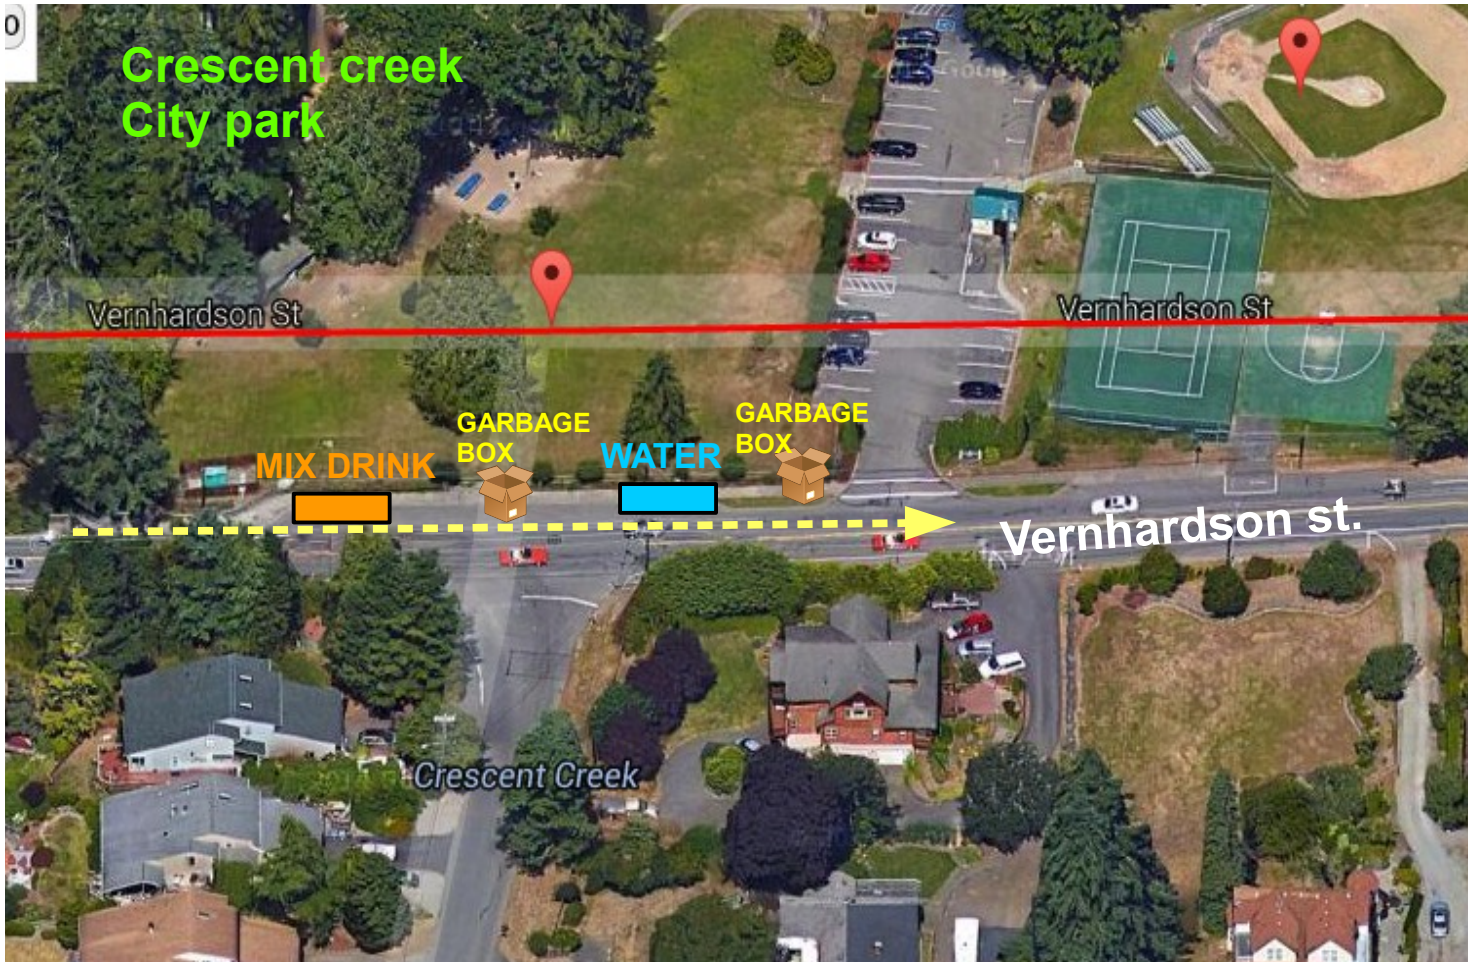 0
Crescent creek
City park
Vernhardson St
Vernhardson St
GARBAGE
BOX
GARBAGE
BOX
MIX DRINK
WATER
Vernhardson st.
Crescent Creek